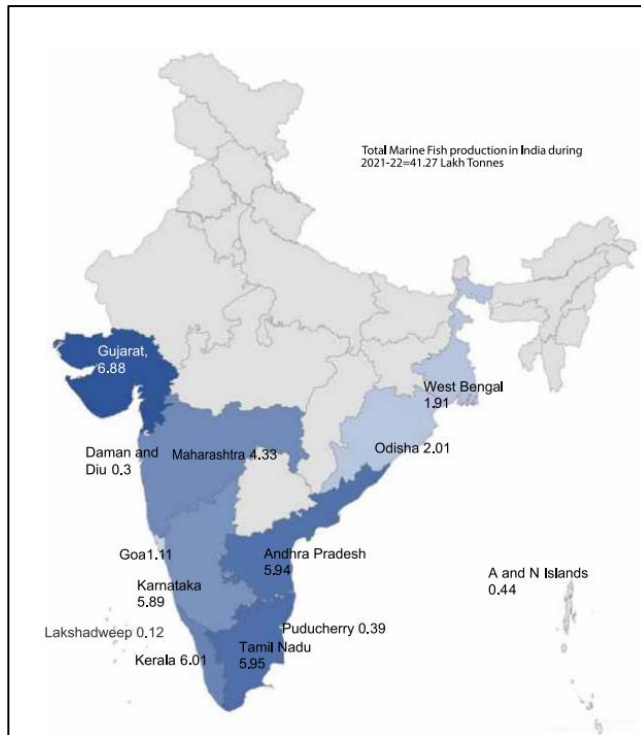 Total Marine Fish production in India during
2021-22=41.27 Lakh Tonnes
Gujarat,
6.88
West Bengal
1.91
Daman and
Diu 0.3
Maharashtra 4.33
Odisha 2.01
Goa1.11
Andhra Pradesh
5.94
Karnataka
5.89
A and N Islands
0.44
Lakshadweep 0.12
Puducherry 0.39
Kerala 6.01
Tamil Nadu
5.95